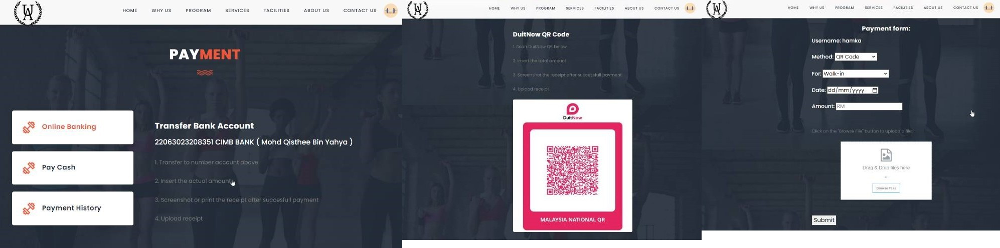 HOME WHY US PROGRAM SERVICES FACILITIES ABOUT US CONTACT US
PAYMENT
Online Banking
Pay Cash
Payment History
Transfer Bank Account
22063023208351 CIMB BANK ( Mohd Qisthee Bin Yahya )
1. Transfer to number account above
2. Insert the actual amount
3. Screenshot or print the receipt after succesfull payment
4. Upload receipt
HOME WHY US PROGRAM SERVICES FACILITIES ABOUT US CONTACT US
DuitNow QR Code
1. Scan DuitNow QR below
2. Insert the total amount
3. Screenshot the receipt after successfull payment
4. Upload receipt
DuitNow
MALAYSIA NATIONAL QR
HOME WHY US PROGRAM SERVICES FACILITIES ABOUT US CONTACT US
Payment form:
Username: hamka
Method: QR Code
For: Walk-in
Date: dd/mm/yyyy
Amount: RM
Click on the "Browse File" button to upload a file:
Drag & Drop files here
or
Browse Files
Submit